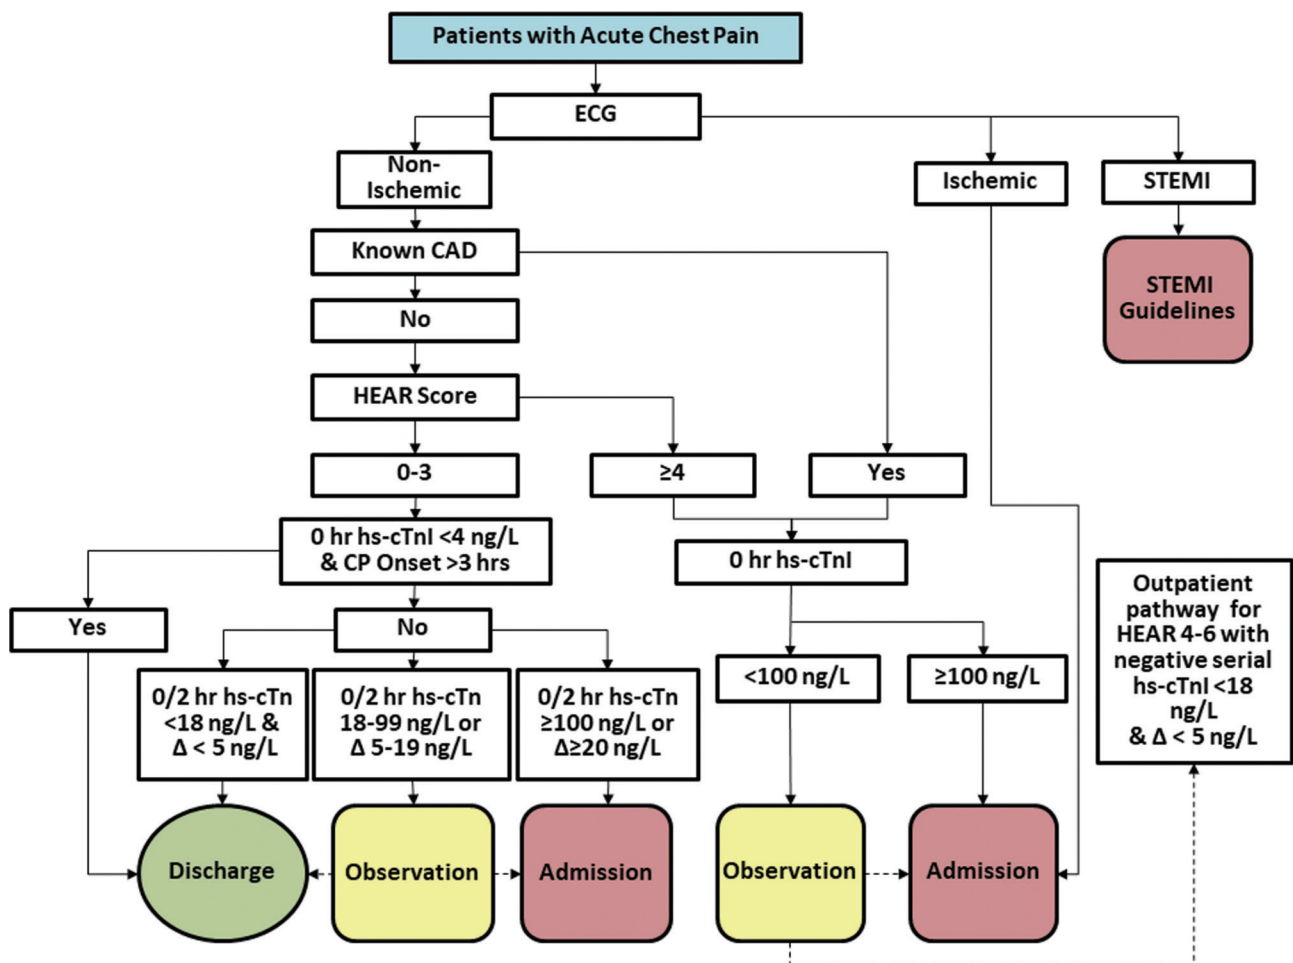 Patients with Acute Chest Pain
ECG
Non-
Ischemic
Ischemic
STEMI
Known CAD
STEMI
Guidelines
No
HEAR Score
0-3
≥4
Yes
0 hr hs-cTnI <4 ng/L
& CP Onset >3 hrs
0 hr hs-cTnI
Outpatient
pathway for
HEAR 4-6 with
negative serial
hs-cTnI <18
ng/L
& Δ < 5 ng/L
Yes
No
0/2 hr hs-cTn
<18 ng/L &
Δ < 5 ng/L
0/2 hr hs-cTn
18-99 ng/L or
Δ 5-19 ng/L
0/2 hr hs-cTn
≥100 ng/L or
Δ≥20 ng/L
<100 ng/L
≥100 ng/L
Discharge
Observation
Admission
Observation
Admission